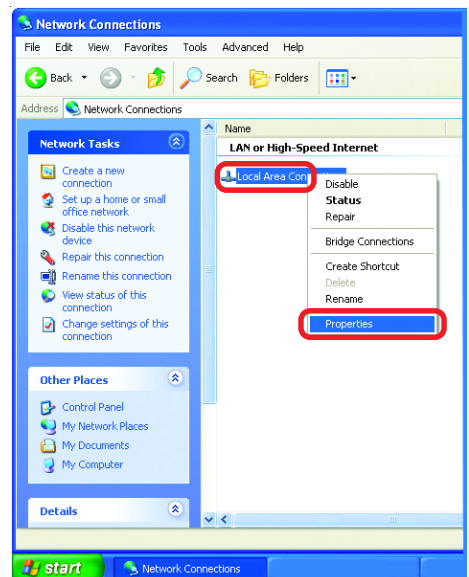 Network Connections
File Edit View Favorites Tools Advanced Help
Back Search Folders
Address Network Connections
Name
LAN or High-Speed Internet
Local Area Con
Network Tasks
Create a new
connection
Set up a home or small
office network
Disable this network
device
Repair this connection
Rename this connection
View status of this
connection
Change settings of this
connection
Other Places
Control Panel
My Network Places
My Documents
My Computer
Details
Disable
Status
Repair
Bridge Connections
Create Shortcut
Delete
Rename
Properties
start Network Connections